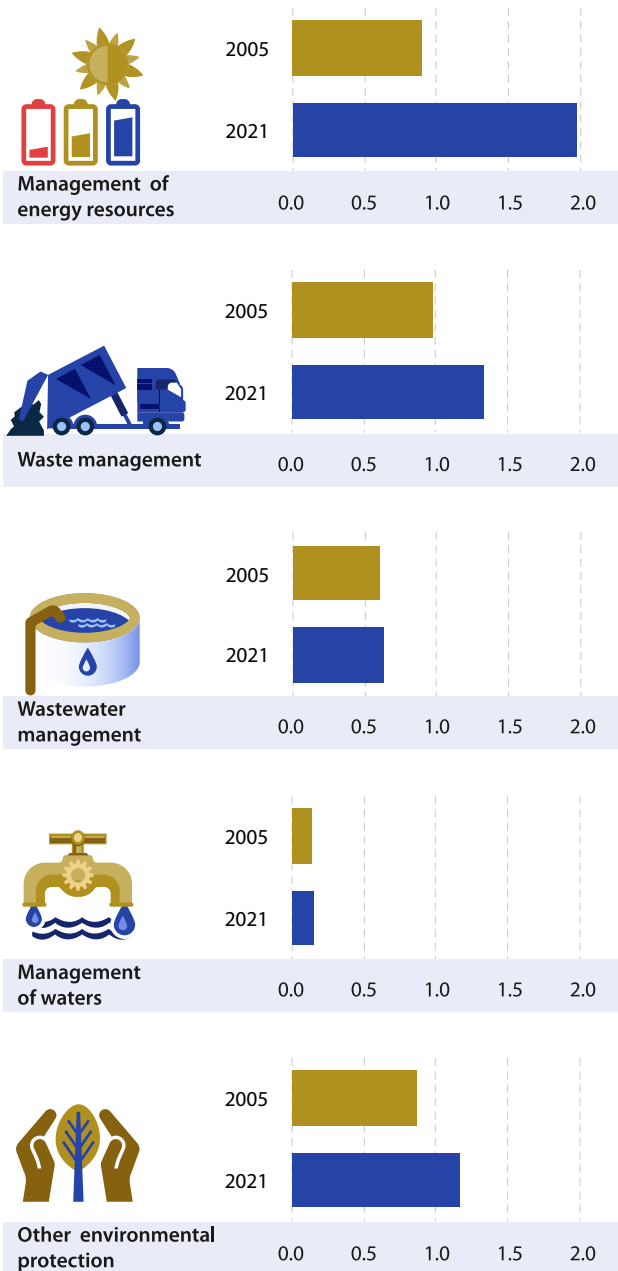 2005
2021
Management of
energy resources
0.0 0.5 1.0 1.5 2.0
2005
2021
Waste management
0.0 0.5 1.0 1.5 2.0
2005
2021
Wastewater
management
0.0 0.5 1.0 1.5 2.0
2005
2021
Management
of waters
0.0 0.5 1.0 1.5 2.0
2005
2021
Other environmental
protection
0.0 0.5 1.0 1.5 2.0